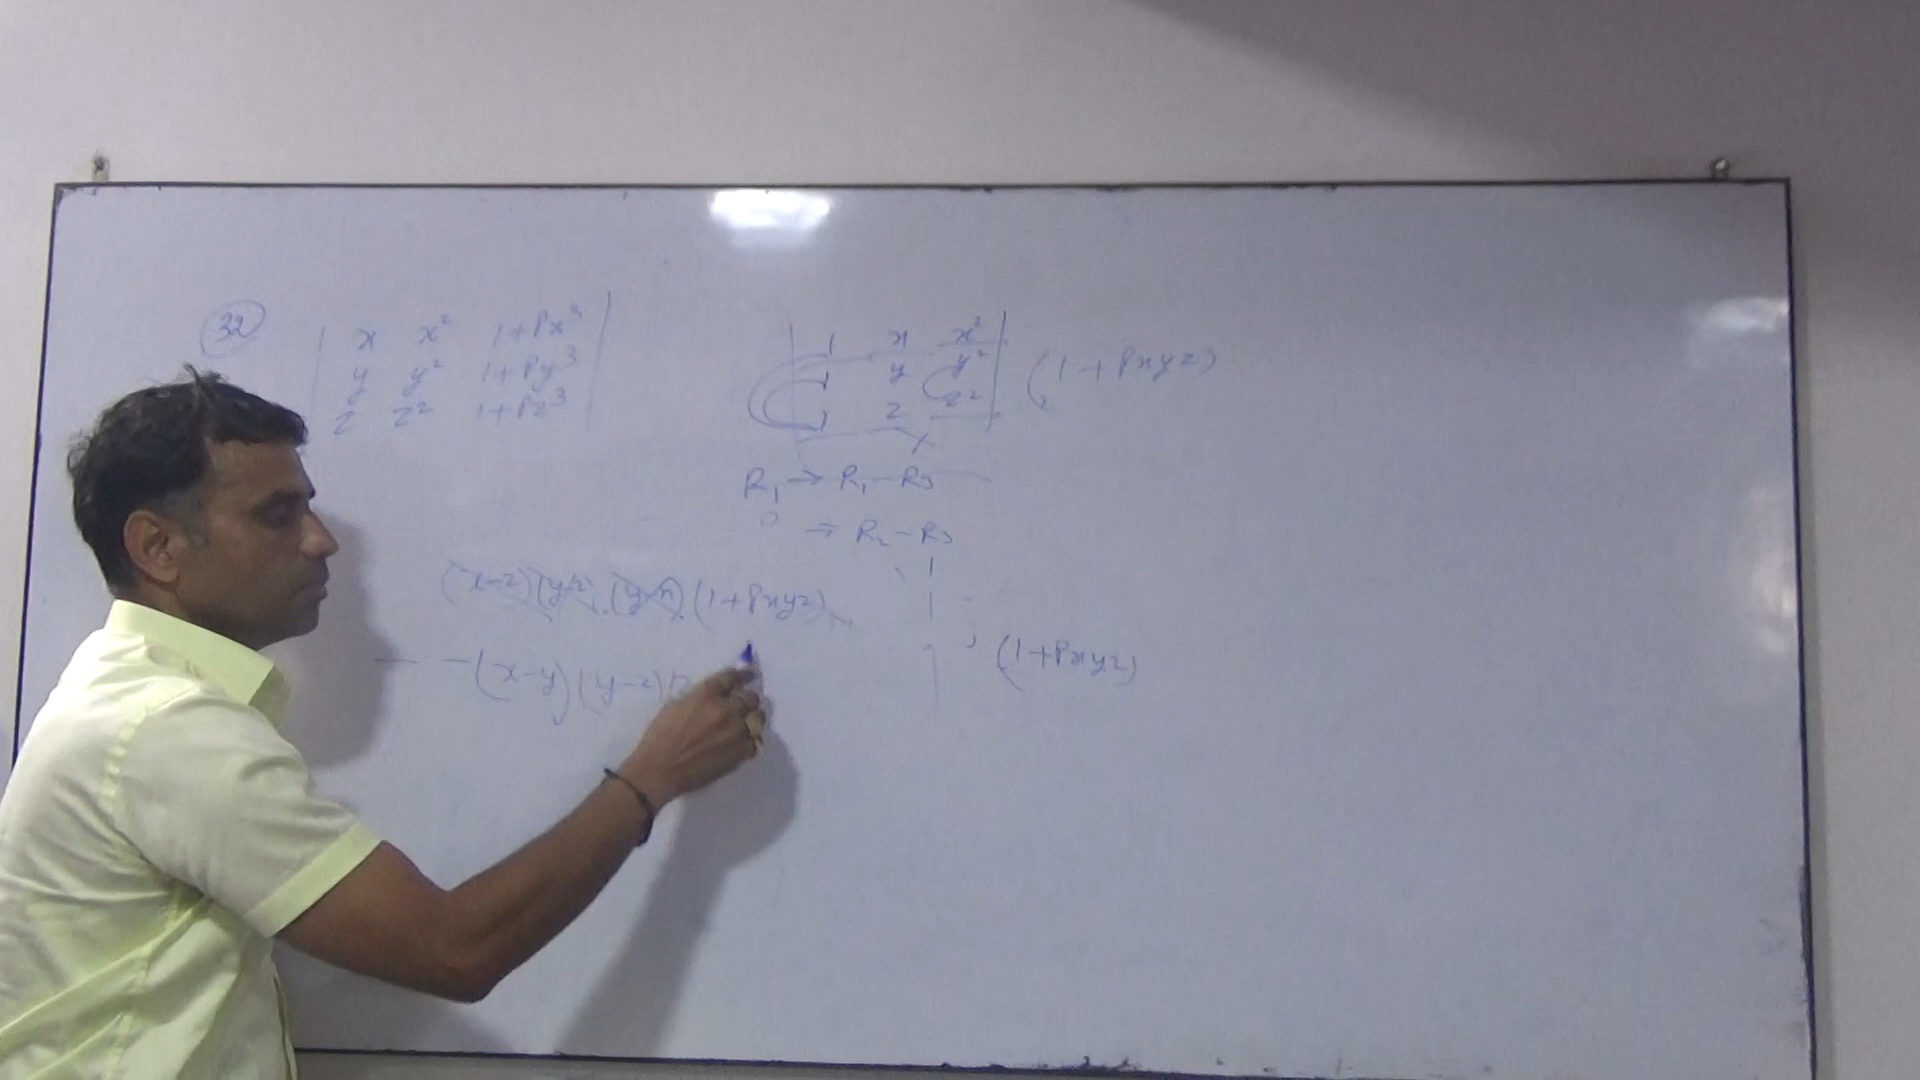 32
x x² 1+Px³
y y² 1+Py³
z z² 1+Pz³
1 x x²
1 y y² (1+Pxyz)
1 z z²
R₁ → R₁-R₃
→ R₂-R₃
(x-z)(y-z).(y-x)(1+Pxyz)
-(x-y)(y-z)
(1+Pxyz)